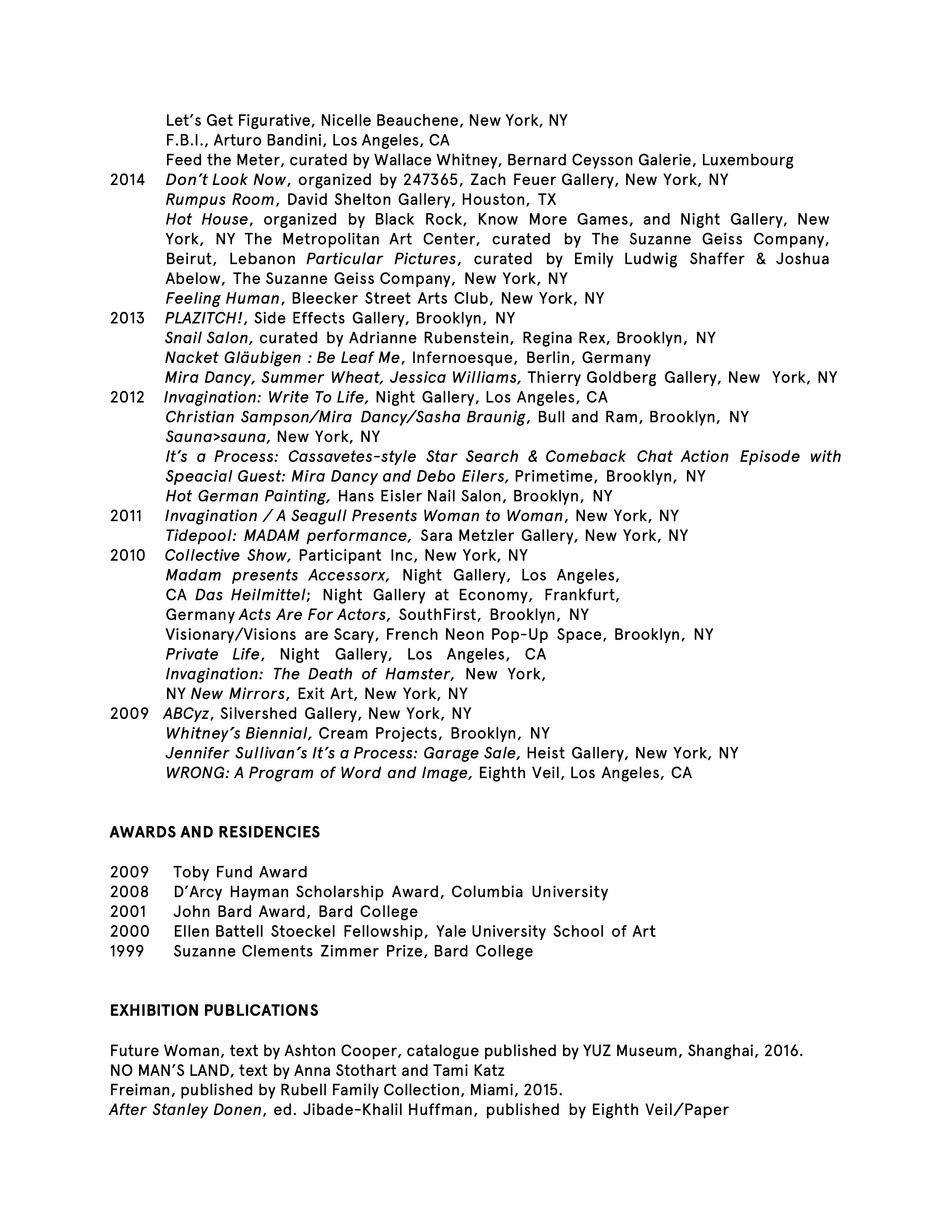 Let's Get Figurative, Nicelle Beauchene, New York, NY
F.B.I., Arturo Bandini, Los Angeles, CA
Feed the Meter, curated by Wallace Whitney, Bernard Ceysson Galerie, Luxembourg
2014 Don't Look Now, organized by 247365, Zach Feuer Gallery, New York, NY
Rumpus Room, David Shelton Gallery, Houston, TX
Hot House, organized by Black Rock, Know More Games, and Night Gallery, New
York, NY The Metropolitan Art Center, curated by The Suzanne Geiss Company,
Beirut, Lebanon Particular Pictures, curated by Emily Ludwig Shaffer & Joshua
Abelow, The Suzanne Geiss Company, New York, NY
Feeling Human, Bleecker Street Arts Club, New York, NY
2013 PLAZITCH!, Side Effects Gallery, Brooklyn, NY
Snail Salon, curated by Adrianne Rubenstein, Regina Rex, Brooklyn, NY
Nacket Gläubigen : Be Leaf Me, Infernoesque, Berlin, Germany
Mira Dancy, Summer Wheat, Jessica Williams, Thierry Goldberg Gallery, New York, NY
2012 Invagination: Write To Life, Night Gallery, Los Angeles, CA
Christian Sampson/Mira Dancy/Sasha Braunig, Bull and Ram, Brooklyn, NY
Sauna>sauna, New York, NY
It's a Process: Cassavetes-style Star Search & Comeback Chat Action Episode with
Speacial Guest: Mira Dancy and Debo Eilers, Primetime, Brooklyn, NY
Hot German Painting, Hans Eisler Nail Salon, Brooklyn, NY
2011 Invagination / A Seagull Presents Woman to Woman, New York, NY
Tidepool: MADAM performance, Sara Metzler Gallery, New York, NY
2010 Collective Show, Participant Inc, New York, NY
Madam presents Accessorx, Night Gallery, Los Angeles,
CA Das Heilmittel; Night Gallery at Economy, Frankfurt,
Germany Acts Are For Actors, SouthFirst, Brooklyn, NY
Visionary/Visions are Scary, French Neon Pop-Up Space, Brooklyn, NY
Private Life, Night Gallery, Los Angeles, CA
Invagination: The Death of Hamster, New York,
NY New Mirrors, Exit Art, New York, NY
2009 ABCyz, Silvershed Gallery, New York, NY
Whitney's Biennial, Cream Projects, Brooklyn, NY
Jennifer Sullivan's It's a Process: Garage Sale, Heist Gallery, New York, NY
WRONG: A Program of Word and Image, Eighth Veil, Los Angeles, CA
AWARDS AND RESIDENCIES
2009 Toby Fund Award
2008 D'Arcy Hayman Scholarship Award, Columbia University
2001 John Bard Award, Bard College
2000 Ellen Battell Stoeckel Fellowship, Yale University School of Art
1999 Suzanne Clements Zimmer Prize, Bard College
EXHIBITION PUBLICATIONS
Future Woman, text by Ashton Cooper, catalogue published by YUZ Museum, Shanghai, 2016.
NO MAN'S LAND, text by Anna Stothart and Tami Katz
Freiman, published by Rubell Family Collection, Miami, 2015.
After Stanley Donen, ed. Jibade-Khalil Huffman, published by Eighth Veil/Paper